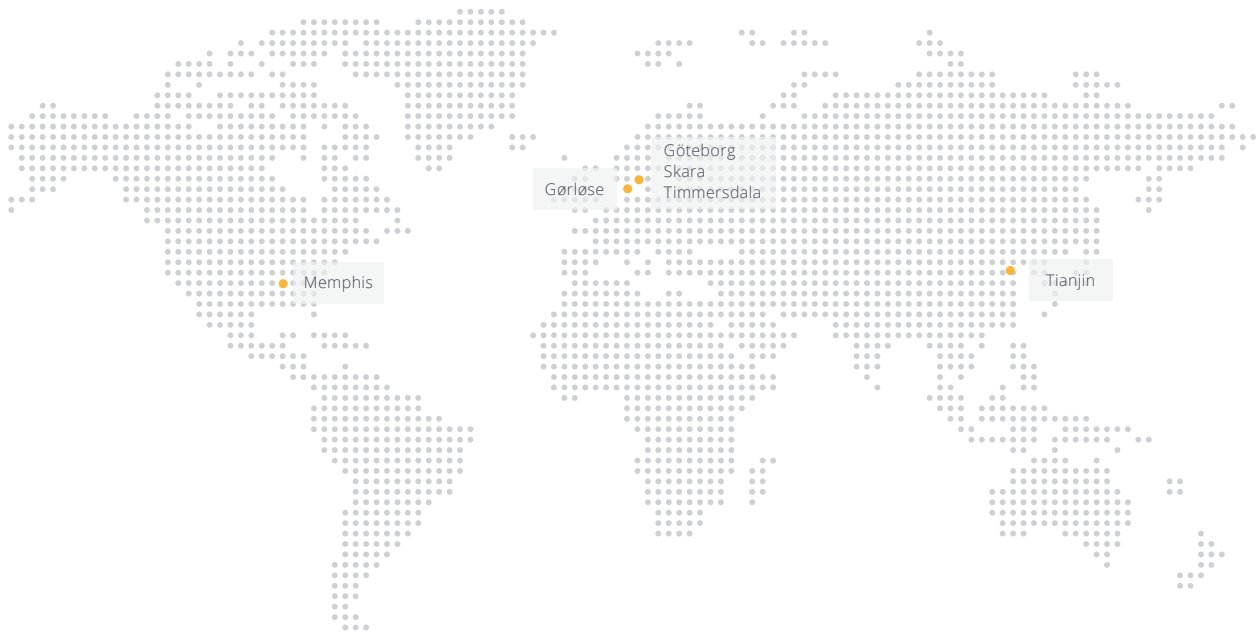 Göteborg
Skara
Timmersdala
Gørløse
Memphis
Tianjin